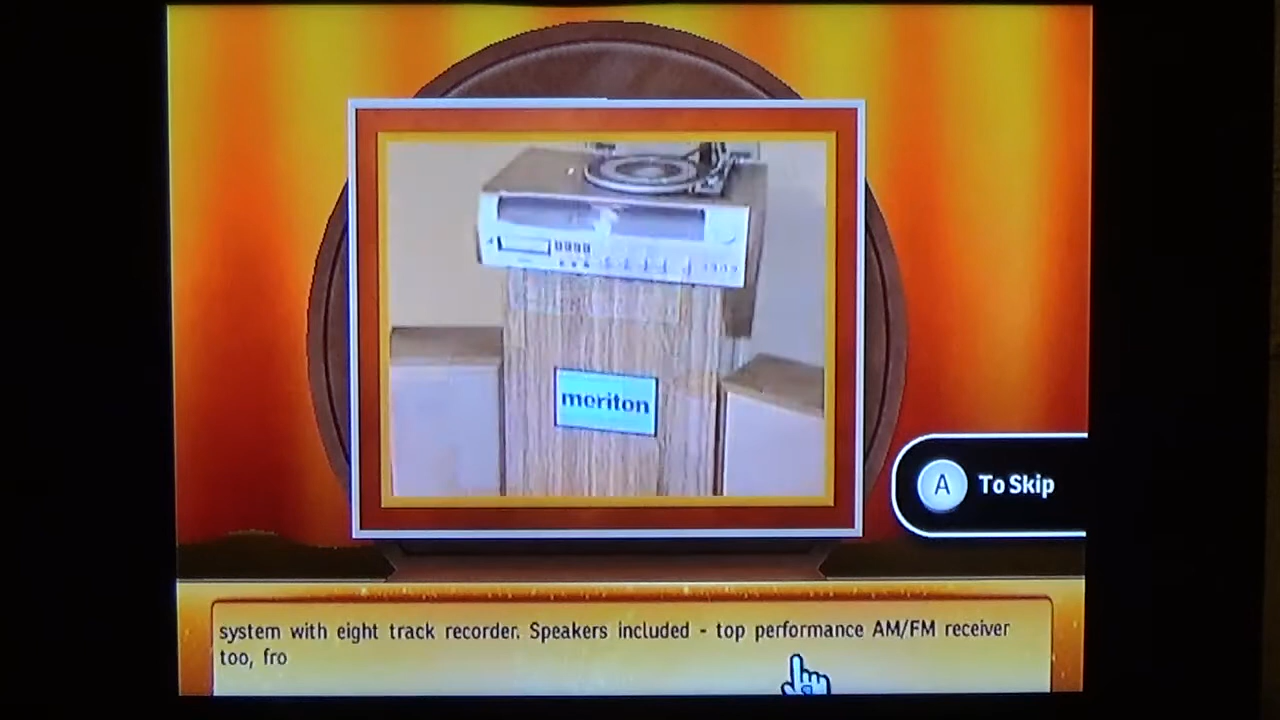 meriton
A To Skip
system with eight track recorder. Speakers included - top performance AM/FM receiver
too, fro